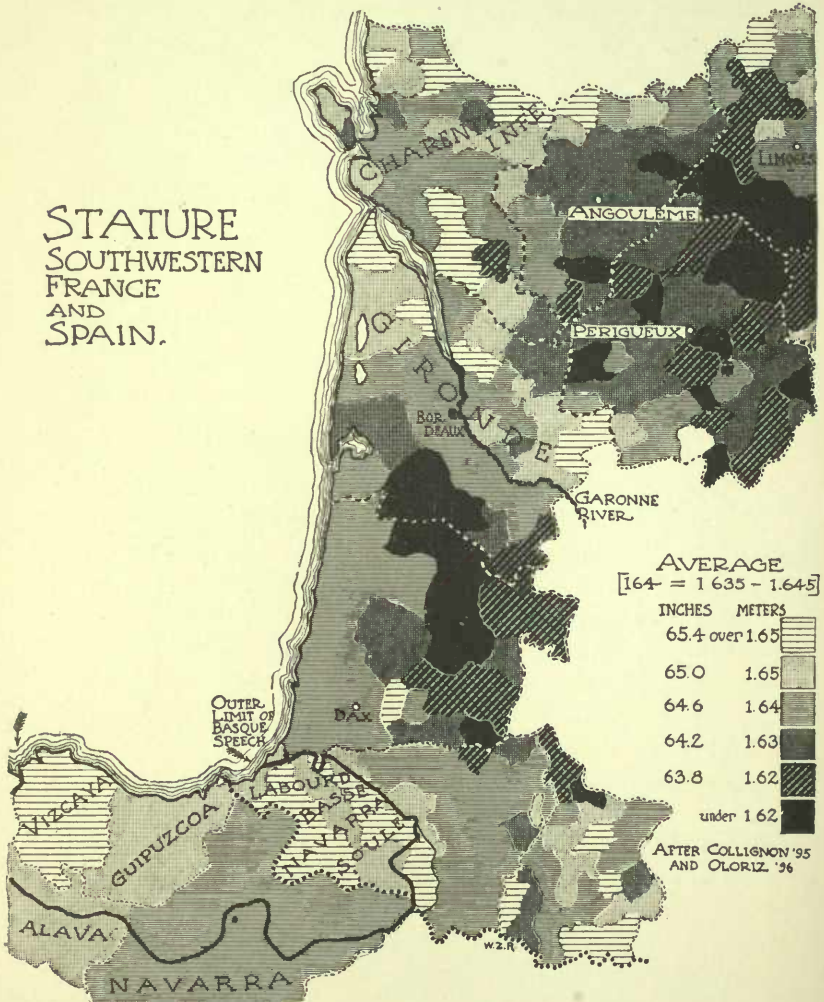 STATURE
SOUTHWESTERN
FRANCE
AND
SPAIN.
CHARENTE INFE
LIMOGES
ANGOULÊME
PERIGUEUX
GIRONDE
BOR
DEAUX
GARONNE
RIVER
AVERAGE
[164 = 1 635 – 1.645]
INCHES METERS
65.4 over 1.65
65.0 1.65
64.6 1.64
64.2 1.63
63.8 1.62
under 1 62
AFTER COLLIGNON '95
AND OLORIZ '96
OUTER
LIMIT OF
BASQUE
SPEECH
DAX
VIZCAYA
GUIPUZCOA
LABOURD
BASSE
NAVARRA
SOULE
ALAVA.
NAVARRA
W.Z.R.